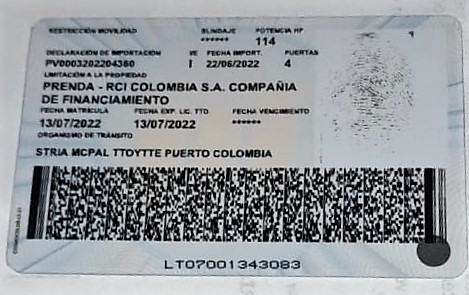 RESTRICCIÓN MOVILIDAD BLINDAJE POTENCIA HP
****** 114
DECLARACIÓN DE IMPORTACIÓN I/E FECHA IMPORT. PUERTAS
PV0003202204360 I 22/06/2022 4
LIMITACIÓN A LA PROPIEDAD
PRENDA - RCI COLOMBIA S.A. COMPAÑIA
DE FINANCIAMIENTO
FECHA MATRÍCULA FECHA EXP. LIC. TTO. FECHA VENCIMIENTO
13/07/2022 13/07/2022 ******
ORGANISMO DE TRÁNSITO
STRIA MCPAL TTOYTTE PUERTO COLOMBIA
LT07001343083